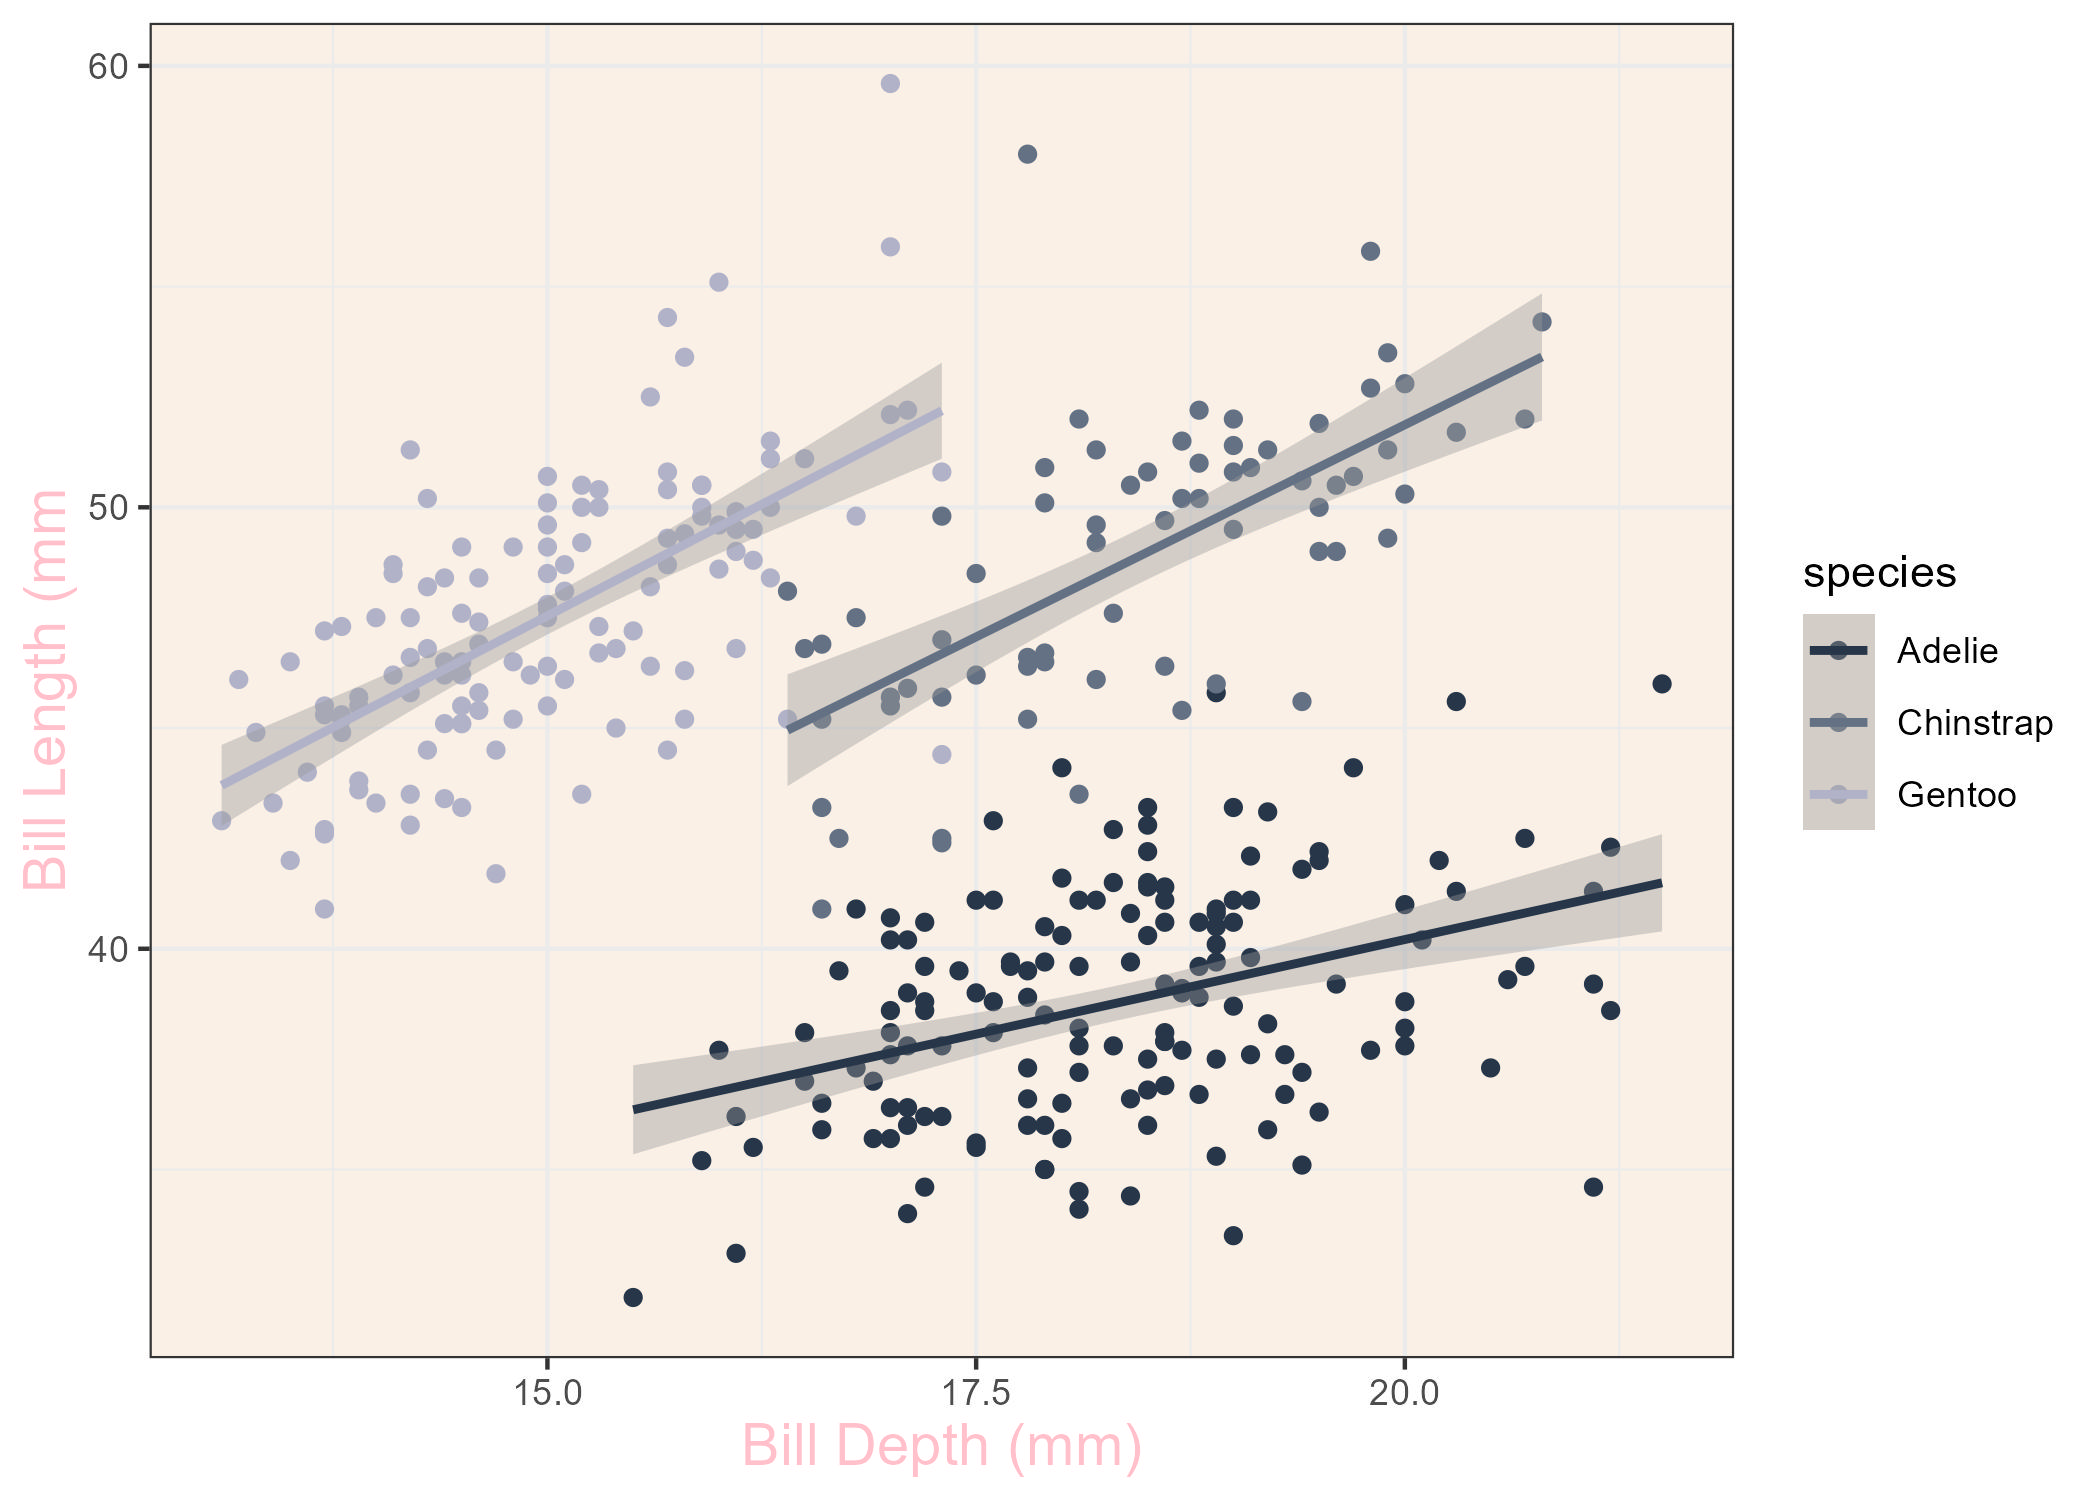 60
50
40
Bill Length (mm
15.0
17.5
20.0
Bill Depth (mm)
species
Adelie
Chinstrap
Gentoo